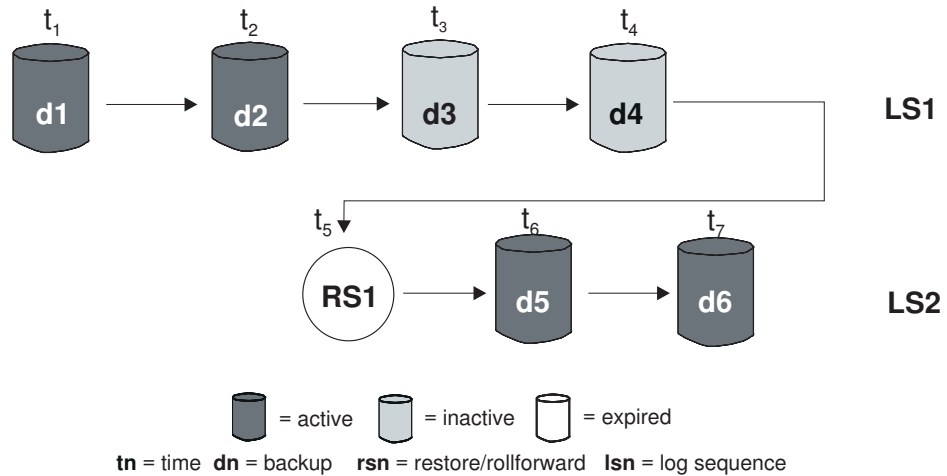 t1 t2 t3 t4
d1 d2 d3 d4 LS1
t5 t6 t7
RS1 d5 d6 LS2
= active = inactive = expired
tn = time dn = backup rsn = restore/rollforward lsn = log sequence